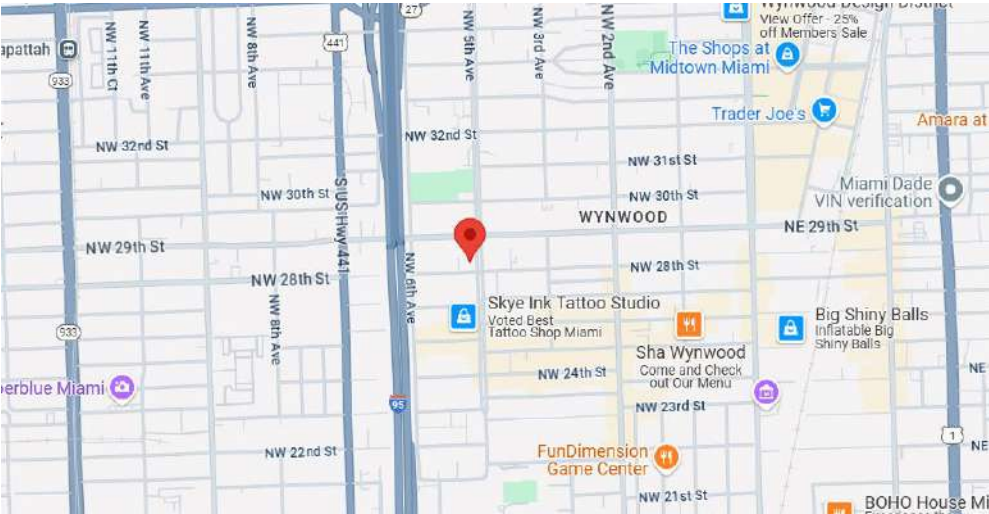 Wynwood Design District
View Offer - 25%
off Members Sale
27
NW 11th Ct
NW 11th Ave
NW 8th Ave
441
NW 5th Ave
NW 3rd Ave
NW 2nd Ave
apattah
933
The Shops at
Midtown Miami
Trader Joe's
Amara at
NW 32nd St
NW 32nd St
NW 31st St
NW 30th St
NW 30th St
Miami Dade
VIN verification
S US Hwy 441
WYNWOOD
NE 29th St
NW 29th St
NW 28th St
NW 28th St
NW 6th Ave
NW 8th Ave
Skye Ink Tattoo Studio
Voted Best
Tattoo Shop Miami
Big Shiny Balls
Inflatable Big
Shiny Balls
933
Sha Wynwood
Come and Check
out Our Menu
NW 24th St
NE
erblue Miami
95
NW 23rd St
1
NE
NW 22nd St
FunDimension
Game Center
NW 21st St
BOHO House Mi